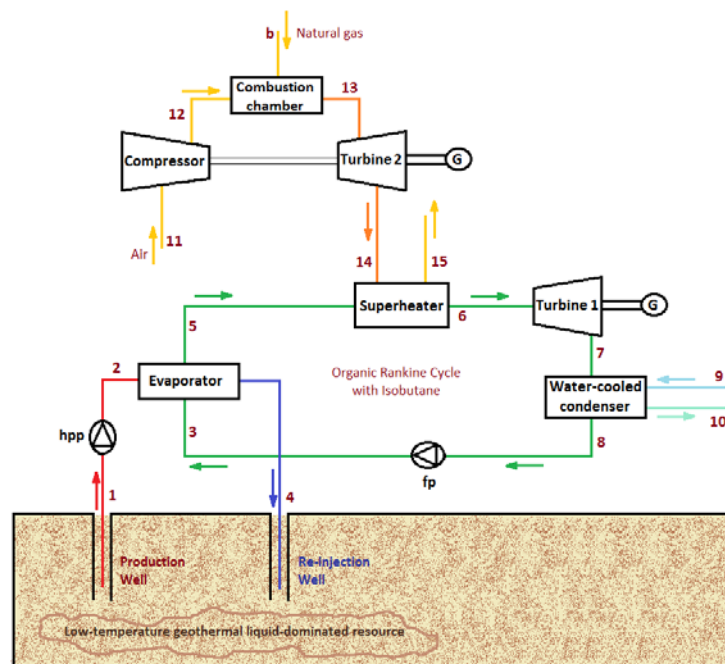 b
Natural gas
Combustion
chamber
12
13
Compressor
Turbine 2
G
11
Air
14
15
Superheater
Turbine 1
G
6
5
7
2
Evaporator
Organic Rankine Cycle
with Isobutane
Water-cooled
condenser
9
10
hpp
3
8
fp
1
4
Production
Well
Re-injection
Well
Low-temperature geothermal liquid-dominated resource